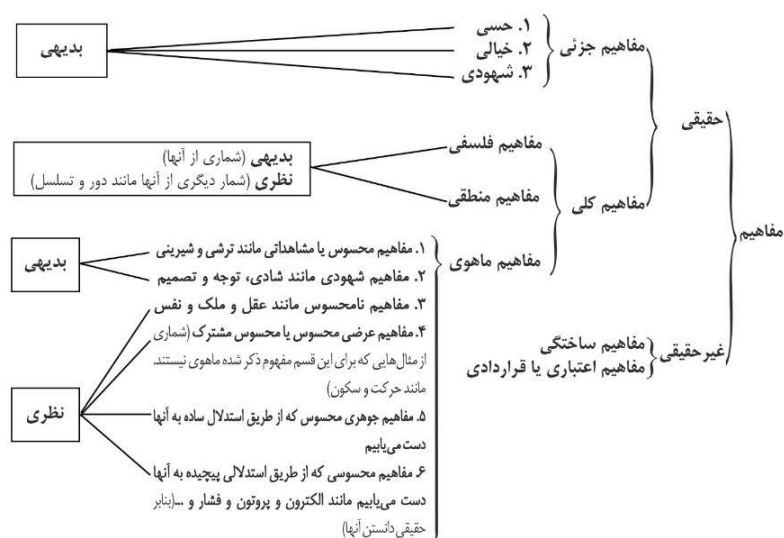 مفاهیم
حقیقی
مفاهیم جزئی
۱. حسی
۲. خیالی
۳. شهودی
بدیهی
مفاهیم کلی
مفاهیم فلسفی
مفاهیم منطقی
بدیهی (شماری از آنها)
نظری (شمار دیگری از آنها مانند دور و تسلسل)
مفاهیم ماهوی
۱. مفاهیم محسوس یا مشاهداتی مانند ترشی و شیرینی
۲. مفاهیم شهودی مانند شادی، توجه و تصمیم
بدیهی
۳. مفاهیم نامحسوس مانند عقل و ملک و نفس
۴. مفاهیم عرضی محسوس یا محسوس مشترک (شماری
از مثال‌هایی که برای این قسم مفهوم ذکر شده ماهوی نیستند.
مانند حرکت و سکون)
۵. مفاهیم جوهری محسوس که از طریق استدلال ساده به آنها
دست می‌یابیم
۶. مفاهیم محسوسی که از طریق استدلالی پیچیده به آنها
دست می‌یابیم مانند الکترون و پروتون و فشار و ...(بنابر
حقیقی دانستن آنها)
نظری
غیرحقیقی
مفاهیم ساختگی
مفاهیم اعتباری یا قراردادی